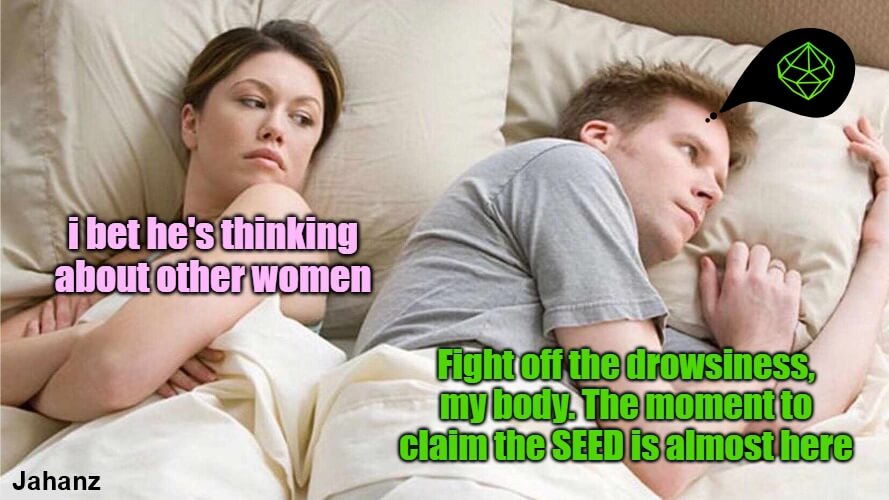 i bet he's thinking
about other women
Fight off the drowsiness,
my body. The moment to
claim the SEED is almost here
Jahanz